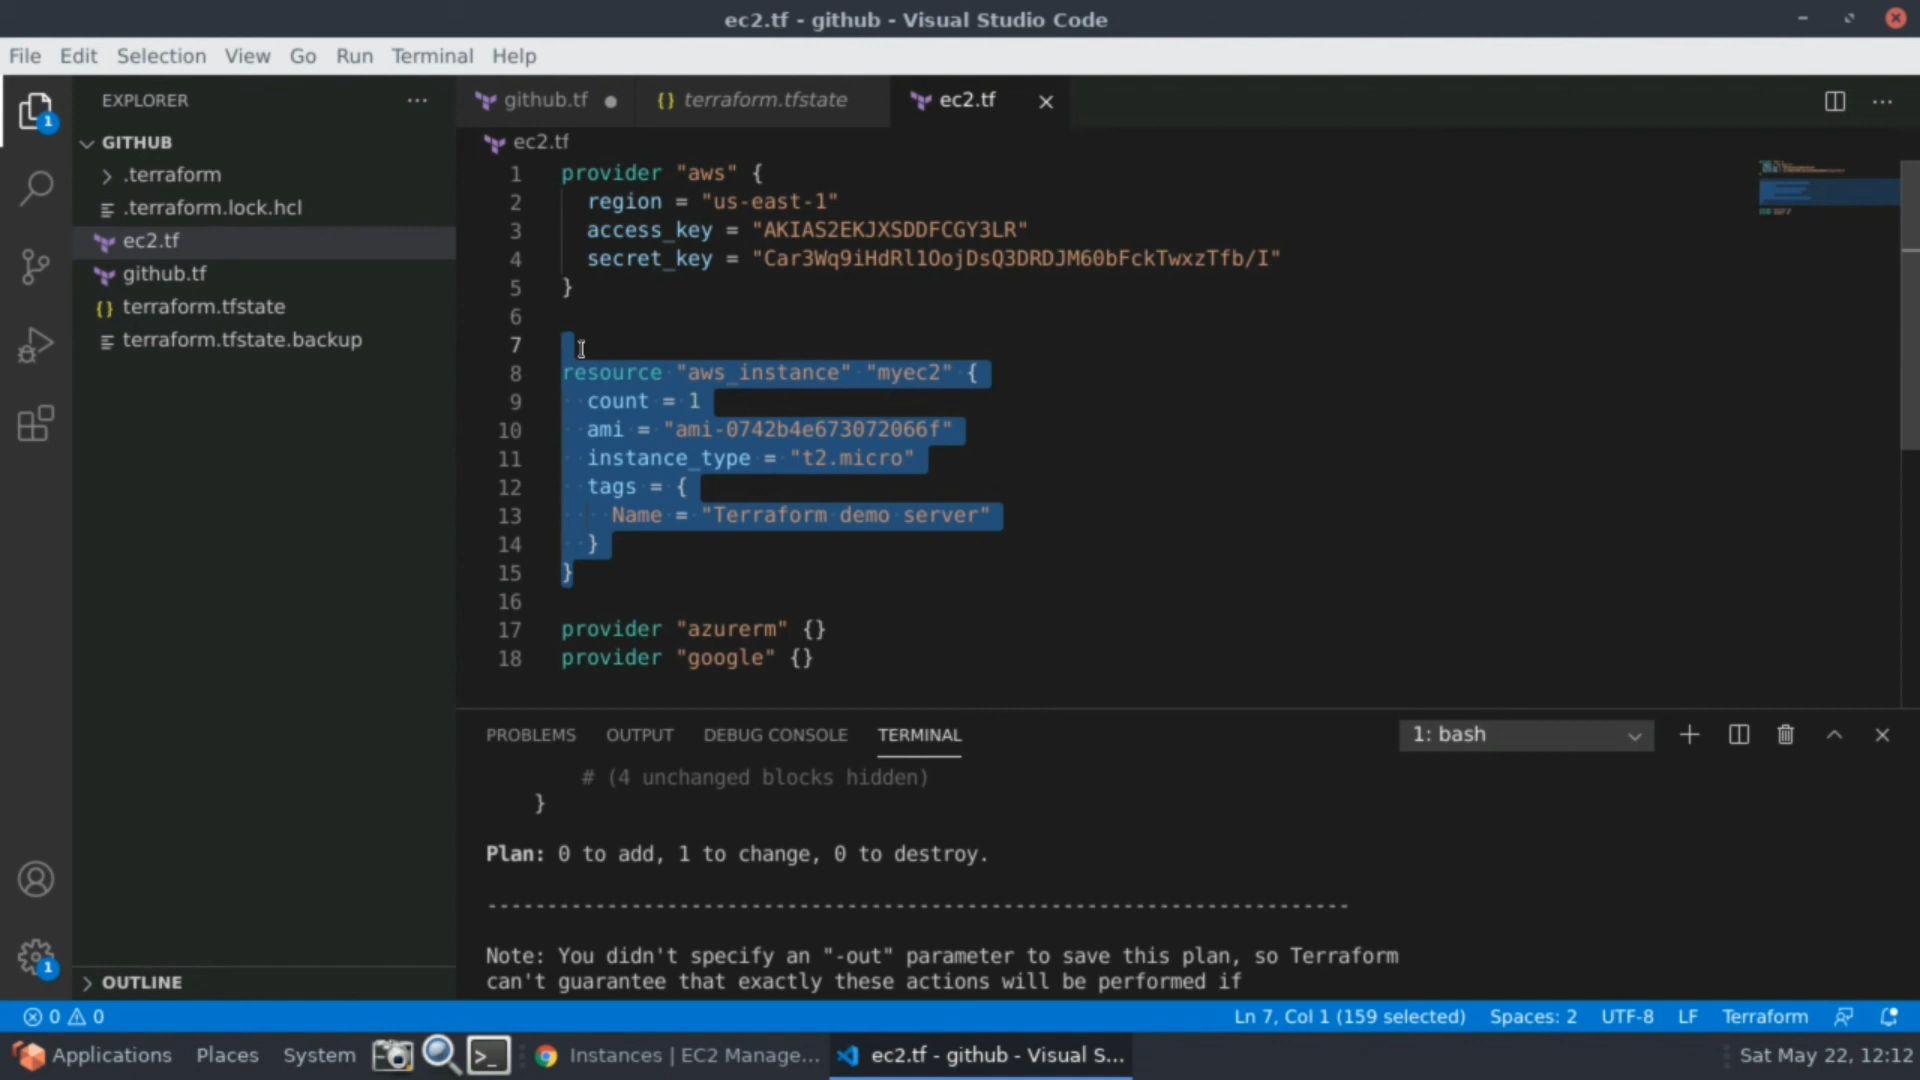 ec2.tf - github - Visual Studio Code
File Edit Selection View Go Run Terminal Help
EXPLORER
GITHUB
.terraform
.terraform.lock.hcl
ec2.tf
github.tf
terraform.tfstate
terraform.tfstate.backup
OUTLINE
github.tf terraform.tfstate ec2.tf
ec2.tf
1 provider "aws" {
2 region = "us-east-1"
3 access_key = "AKIAS2EKJXSDDFCGY3LR"
4 secret_key = "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"
5 }
6
7
8 resource "aws_instance" "myec2" {
9 count = 1
10 ami = "ami-0742b4e673072066f"
11 instance_type = "t2.micro"
12 tags = {
13 Name = "Terraform demo server"
14 }
15 }
16
17 provider "azurerm" {}
18 provider "google" {}
PROBLEMS OUTPUT DEBUG CONSOLE TERMINAL 1: bash
# (4 unchanged blocks hidden)
}
Plan: 0 to add, 1 to change, 0 to destroy.
------------------------------------------------------------------------
Note: You didn't specify an "-out" parameter to save this plan, so Terraform
can't guarantee that exactly these actions will be performed if
0 0 Ln 7, Col 1 (159 selected) Spaces: 2 UTF-8 LF Terraform
Applications Places System Instances | EC2 Manage... ec2.tf - github - Visual S... Sat May 22, 12:12
1
1